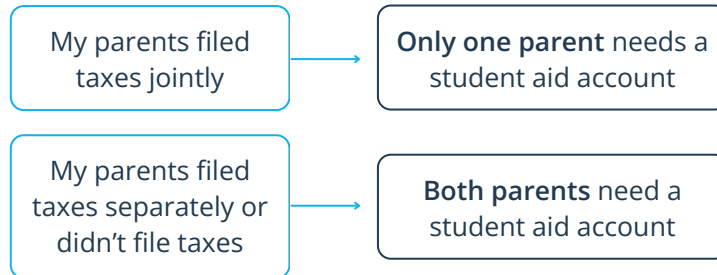 My parents filed
taxes jointly
Only one parent needs a
student aid account
My parents filed
taxes separately or
didn’t file taxes
Both parents need a
student aid account